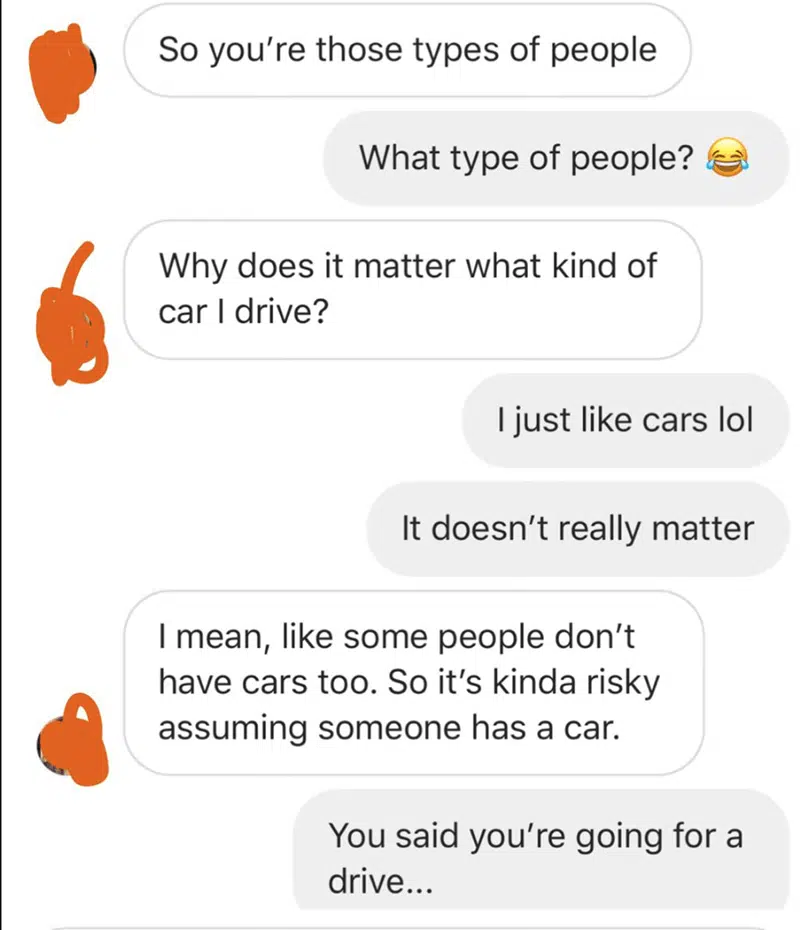 So you’re those types of people
What type of people? 😂
Why does it matter what kind of
car I drive?
I just like cars lol
It doesn’t really matter
I mean, like some people don’t
have cars too. So it’s kinda risky
assuming someone has a car.
You said you’re going for a
drive...